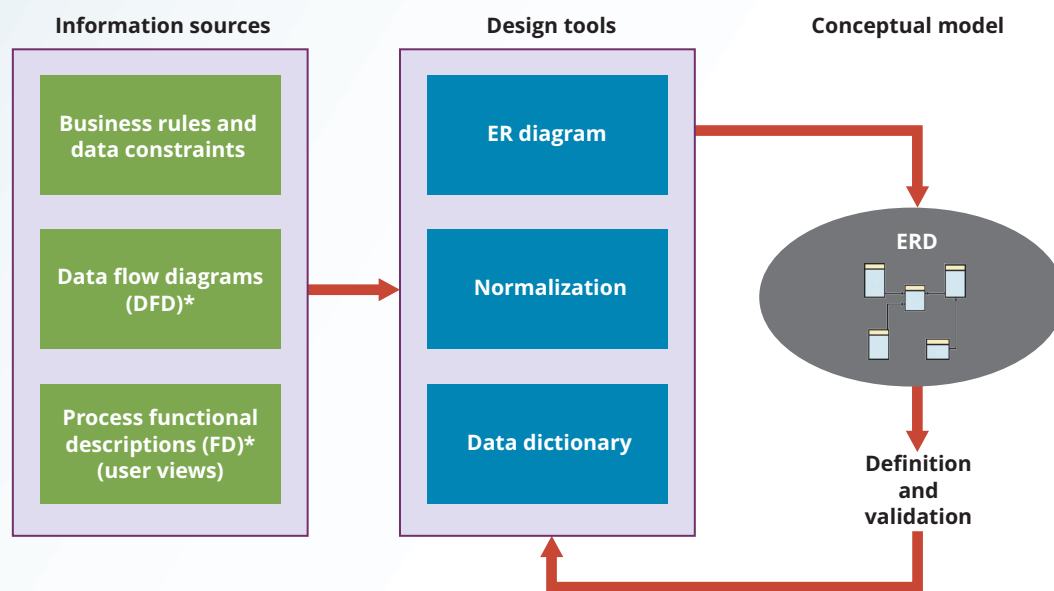 Information sources
Design tools
Conceptual model
Business rules and
data constraints
Data flow diagrams
(DFD)*
Process functional
descriptions (FD)*
(user views)
ER diagram
Normalization
Data dictionary
ERD
Definition
and
validation